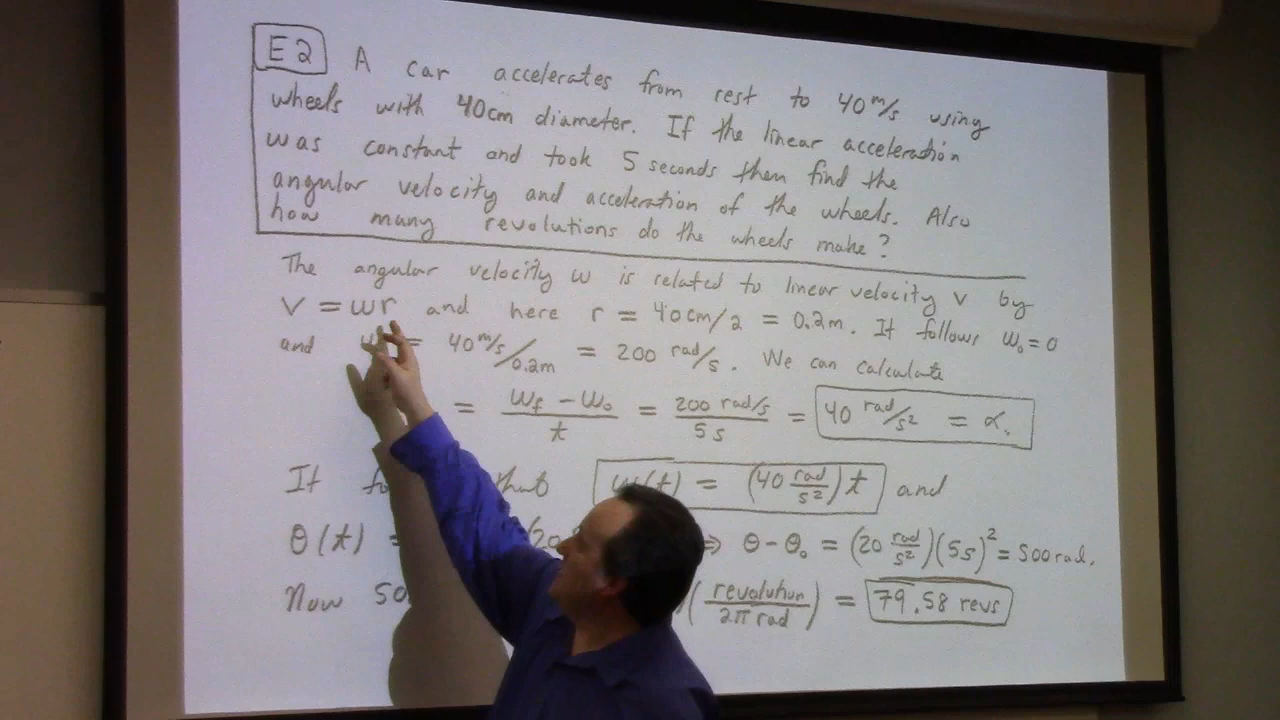 E2 A car accelerates from rest to 40 m/s using
wheels with 40cm diameter. If the linear acceleration
was constant and took 5 seconds then find the
angular velocity and acceleration of the wheels. Also
how many revolutions do the wheels make?
The angular velocity ω is related to linear velocity v by
V = ωr and here r = 40cm/2 = 0.2m. It follows ω₀ = 0
and = 40 m/s / 0.2m = 200 rad/s. We can calculate
= (ω_f - ω₀)/t = (200 rad/s)/(5s) = 40 rad/s² = α.
It that ω(t) = (40 rad/s²)t and
θ(t) = (20 ⇒ θ - θ₀ = (20 rad/s²)(5s)² = 500 rad.
Now 50 (revolution/2π rad) = 79.58 revs